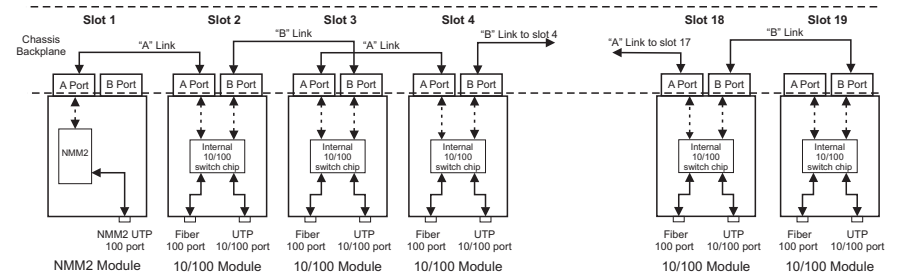 Slot 1
Slot 2
Slot 3
Slot 4
Slot 18
Slot 19
Chassis
Backplane
"A" Link
"B" Link
"A" Link
"B" Link to slot 4
"A" Link to slot 17
"B" Link
A Port
B Port
A Port
B Port
A Port
B Port
A Port
B Port
A Port
B Port
A Port
B Port
NMM2
Internal
10/100
switch chip
Internal
10/100
switch chip
Internal
10/100
switch chip
Internal
10/100
switch chip
Internal
10/100
switch chip
NMM2 UTP
100 port
Fiber
100 port
UTP
10/100 port
Fiber
100 port
UTP
10/100 port
Fiber
100 port
UTP
10/100 port
Fiber
100 port
UTP
10/100 port
Fiber
100 port
UTP
10/100 port
NMM2 Module
10/100 Module
10/100 Module
10/100 Module
10/100 Module
10/100 Module